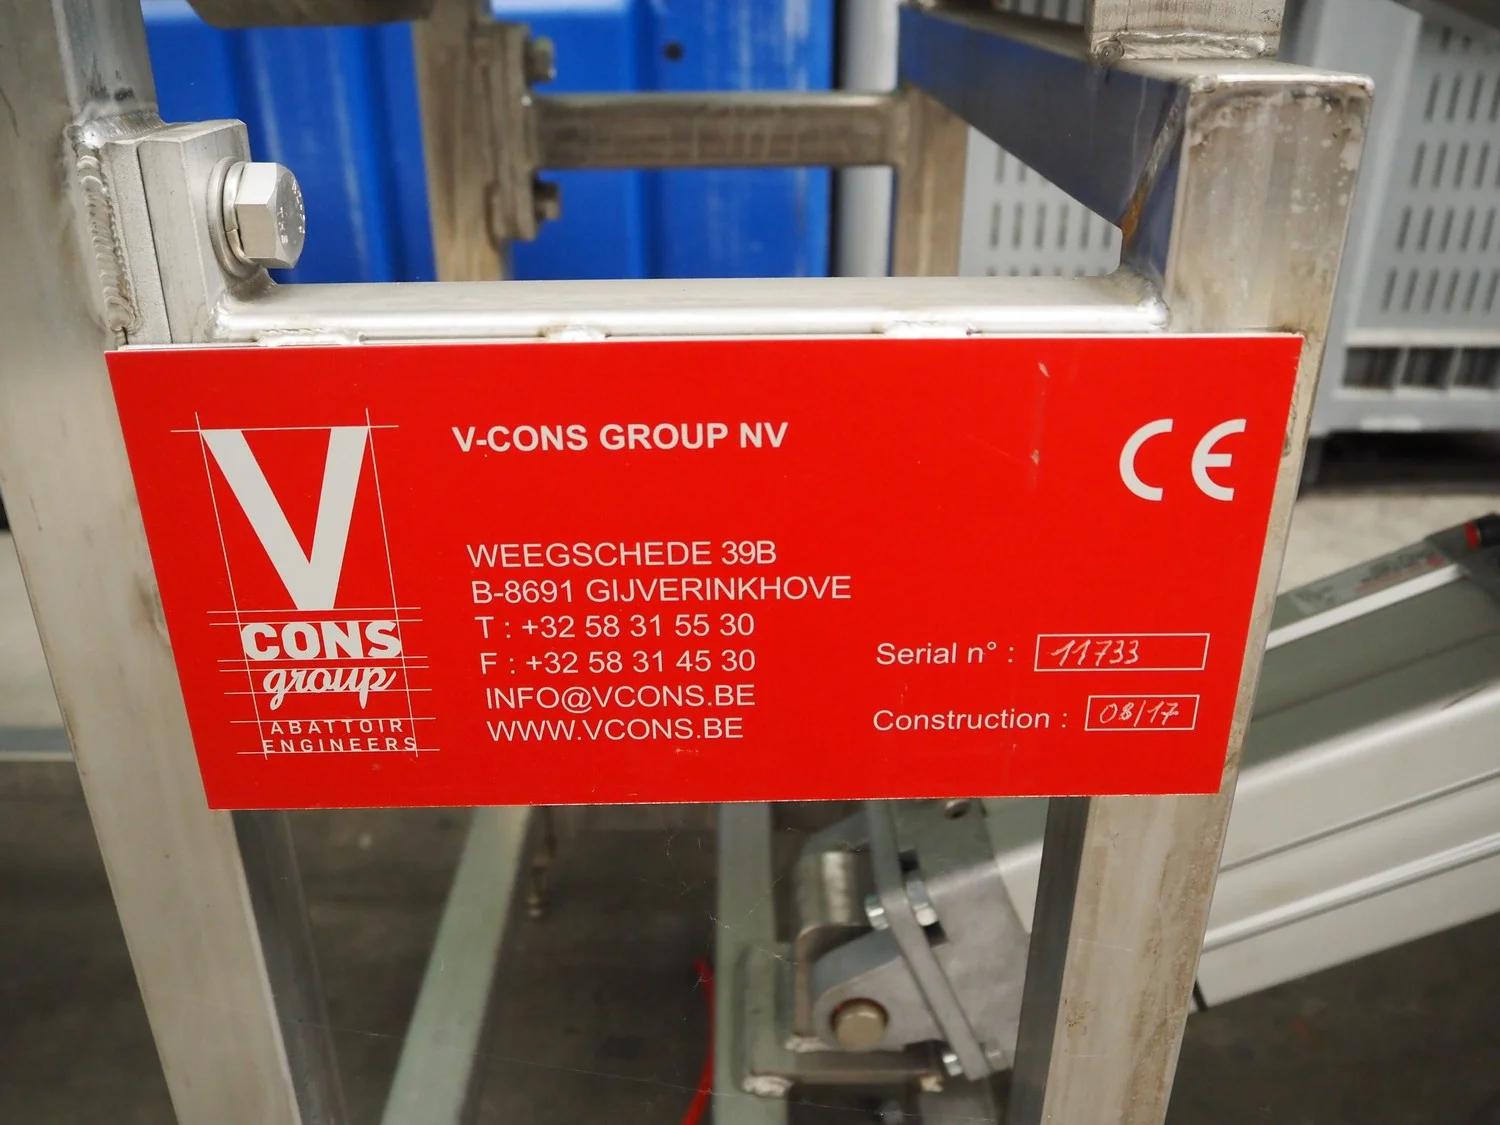 V
CONS
group
ABATTOIR
ENGINEERS
V-CONS GROUP NV
WEEGSCHEDE 39B
B-8691 GIJVERINKHOVE
T : +32 58 31 55 30
F : +32 58 31 45 30
INFO@VCONS.BE
WWW.VCONS.BE
CE
Serial n° : 11733
Construction : 08/17